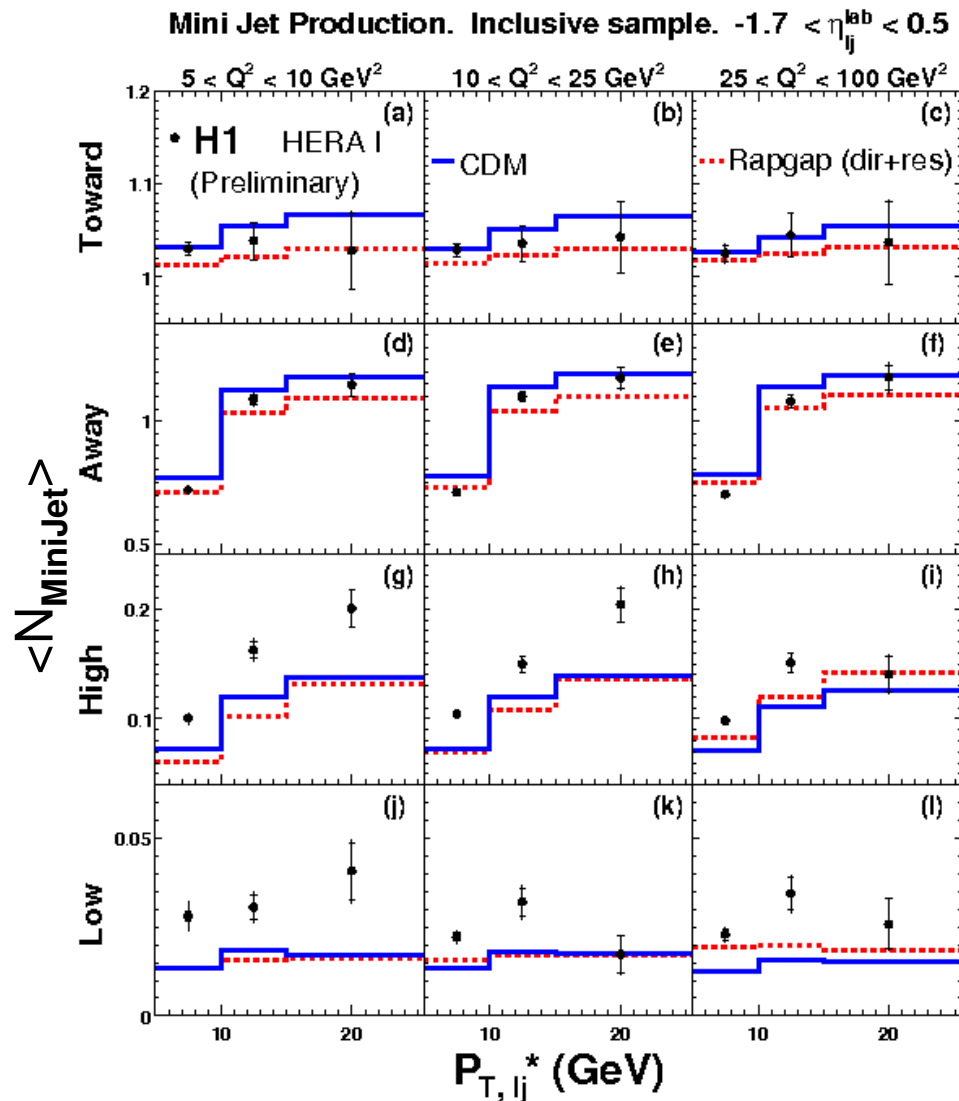 Mini Jet Production. Inclusive sample. -1.7 < η_lj^lab < 0.5
5 < Q² < 10 GeV²
10 < Q² < 25 GeV²
25 < Q² < 100 GeV²
Toward
1.2
1.1
1
(a)
H1 HERA I
(Preliminary)
(b)
CDM
(c)
Rapgap (dir+res)
Away
1
0.5
(d)
(e)
(f)
<N_MiniJet>
High
0.2
0.1
(g)
(h)
(i)
Low
0.05
0
(j)
(k)
(l)
10 20
10 20
10 20
P_T, lj* (GeV)